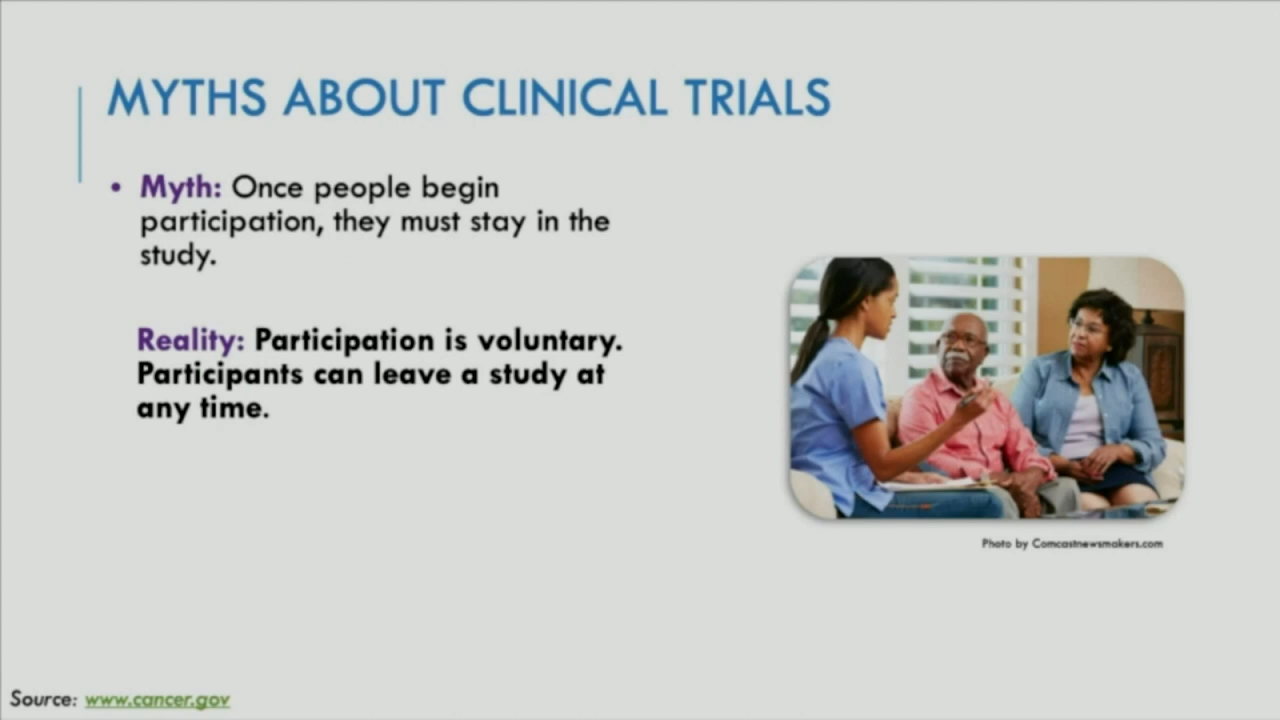 MYTHS ABOUT CLINICAL TRIALS
• Myth: Once people begin
participation, they must stay in the
study.
Reality: Participation is voluntary.
Participants can leave a study at
any time.
Photo by Comcastnewsmakers.com
Source: www.cancer.gov